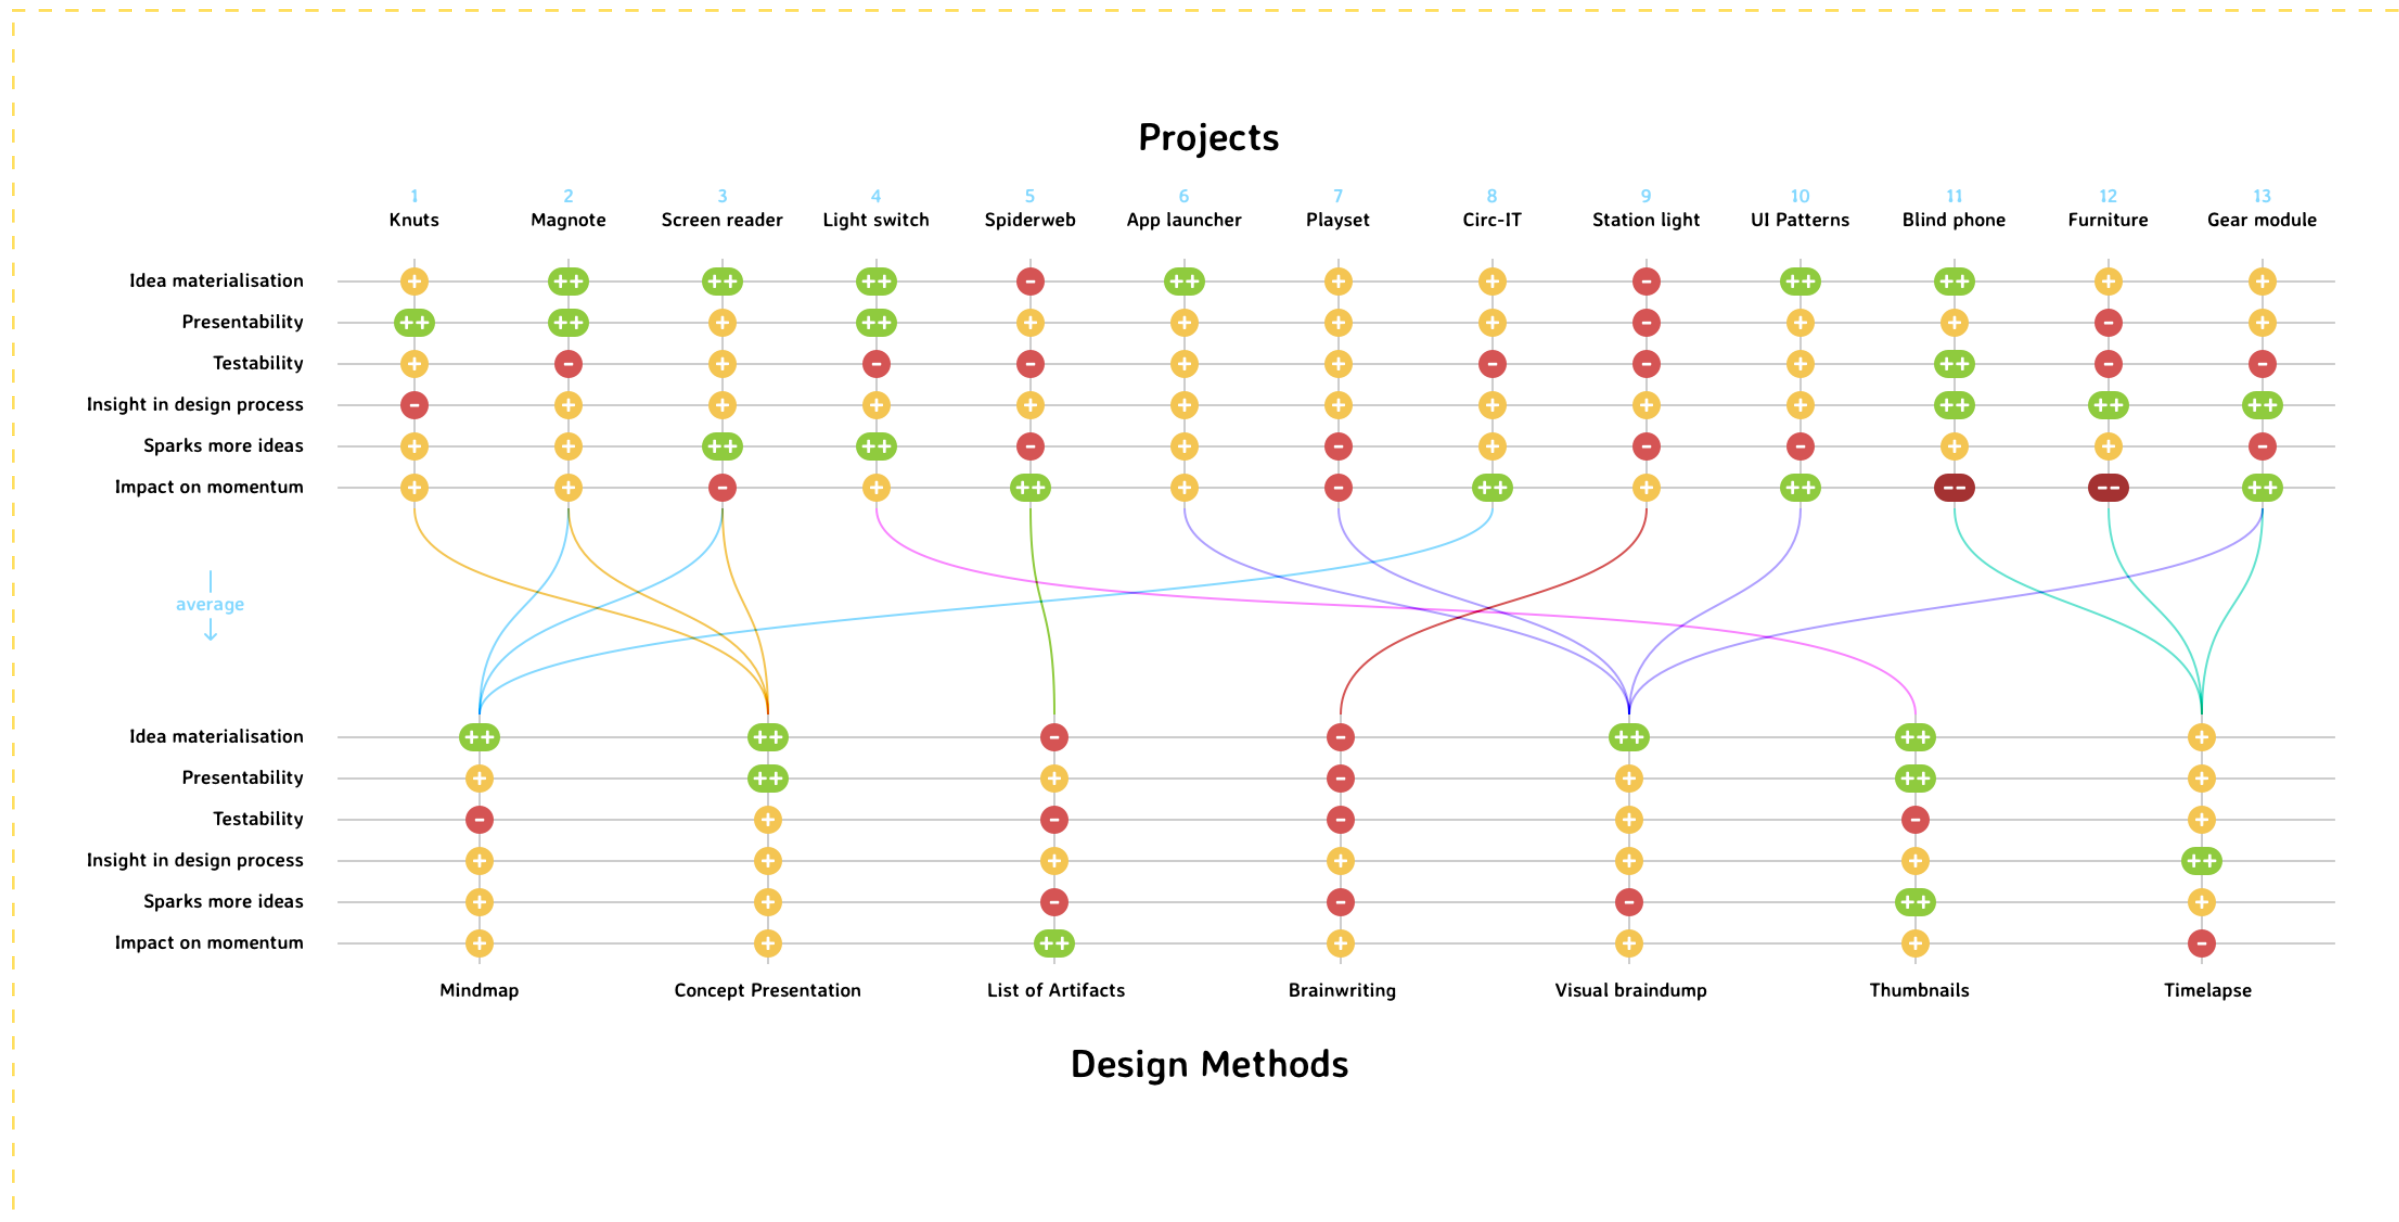 Projects
1 2 3 4 5 6 7 8 9 10 11 12 13
Knuts Magnote Screen reader Light switch Spiderweb App launcher Playset Circ-IT Station light UI Patterns Blind phone Furniture Gear module
Idea materialisation + ++ ++ ++ - ++ + + - ++ ++ + +
Presentability ++ ++ + ++ + + + + - + + - +
Testability + - + - - + + - - + ++ - -
Insight in design process - + + + + + + + + + ++ ++ ++
Sparks more ideas + + ++ ++ - + - + - - + + -
Impact on momentum + + - + ++ + - ++ + ++ -- -- ++
average
Idea materialisation ++ ++ - - ++ ++ +
Presentability + ++ + - + ++ +
Testability - + - - + - +
Insight in design process + + + + + + ++
Sparks more ideas + + - - - ++ +
Impact on momentum + + ++ + + + -
Mindmap Concept Presentation List of Artifacts Brainwriting Visual braindump Thumbnails Timelapse
Design Methods